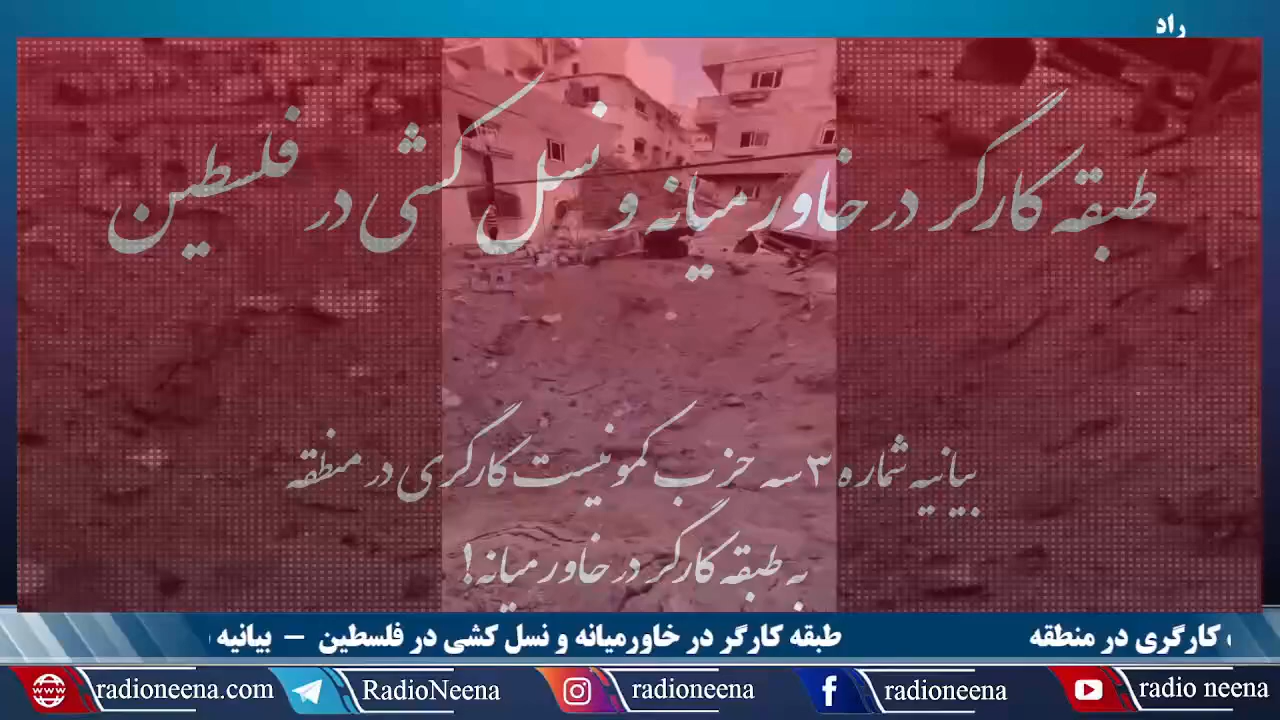 راد
طبقه کارگر در خاورمیانه و نسل کشی در فلسطین
بیانیه شماره ۳ سه حزب کمونیست کارگری در منطقه
به طبقه کارگر در خاورمیانه!
کارگری در منطقه
طبقه کارگر در خاورمیانه و نسل کشی در فلسطین – بیانیه
radioneena.com RadioNeena radioneena radioneena radio neena